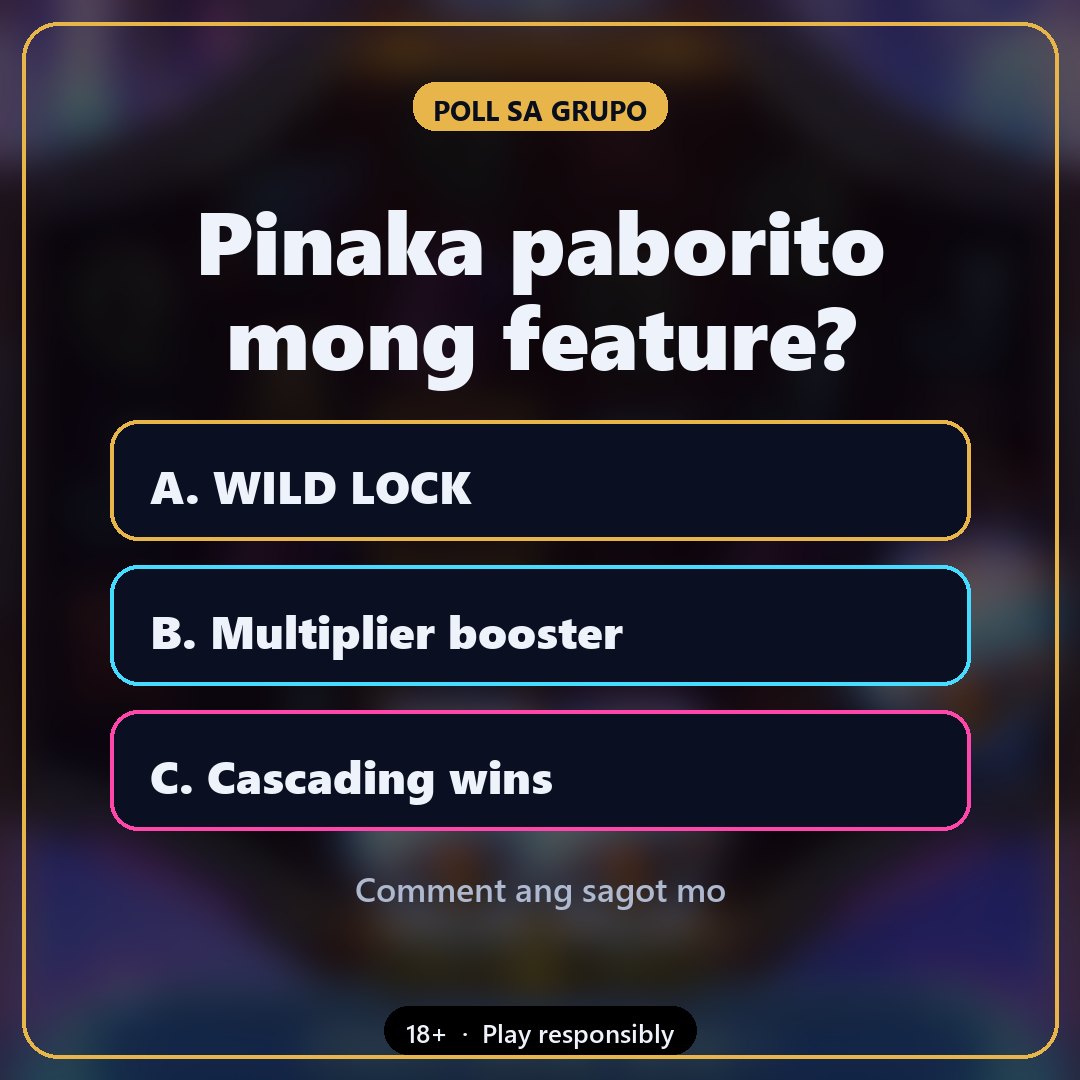 POLL SA GRUPO
Pinaka paborito
mong feature?
A. WILD LOCK
B. Multiplier booster
C. Cascading wins
Comment ang sagot mo
18+ · Play responsibly